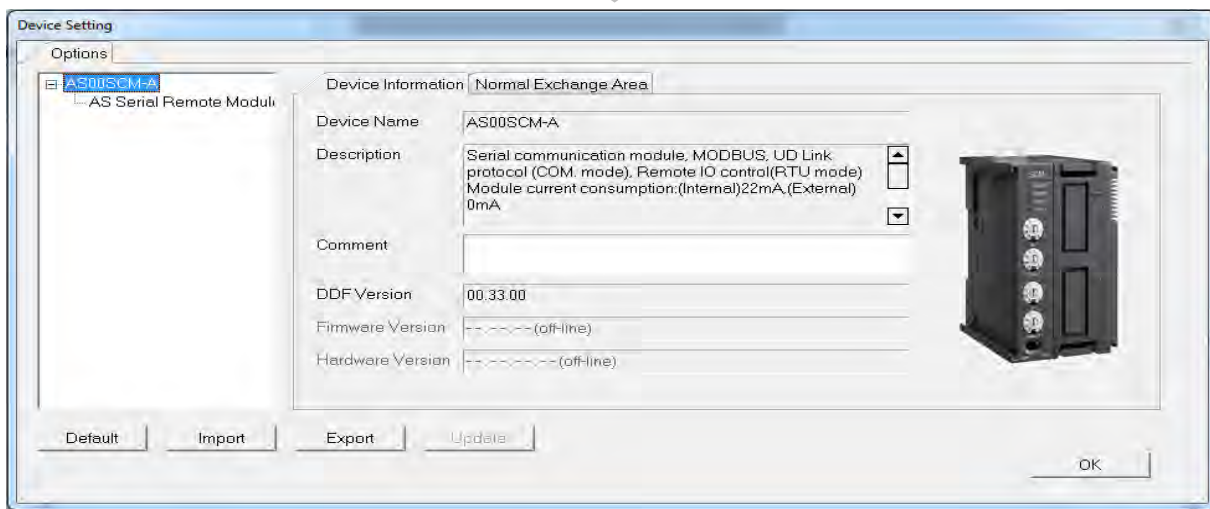 Device Setting
Options
AS00SCM-A
AS Serial Remote Modul
Device Information Normal Exchange Area
Device Name AS00SCM-A
Description Serial communication module, MODBUS, UD Link
protocol (COM. mode), Remote IO control(RTU mode)
Module current consumption:(Internal)22mA,(External)
0mA
Comment
DDF Version 00.33.00
Firmware Version --.--.--(off-line)
Hardware Version --.--.--.--(off-line)
SCM
Default Import Export Update
OK